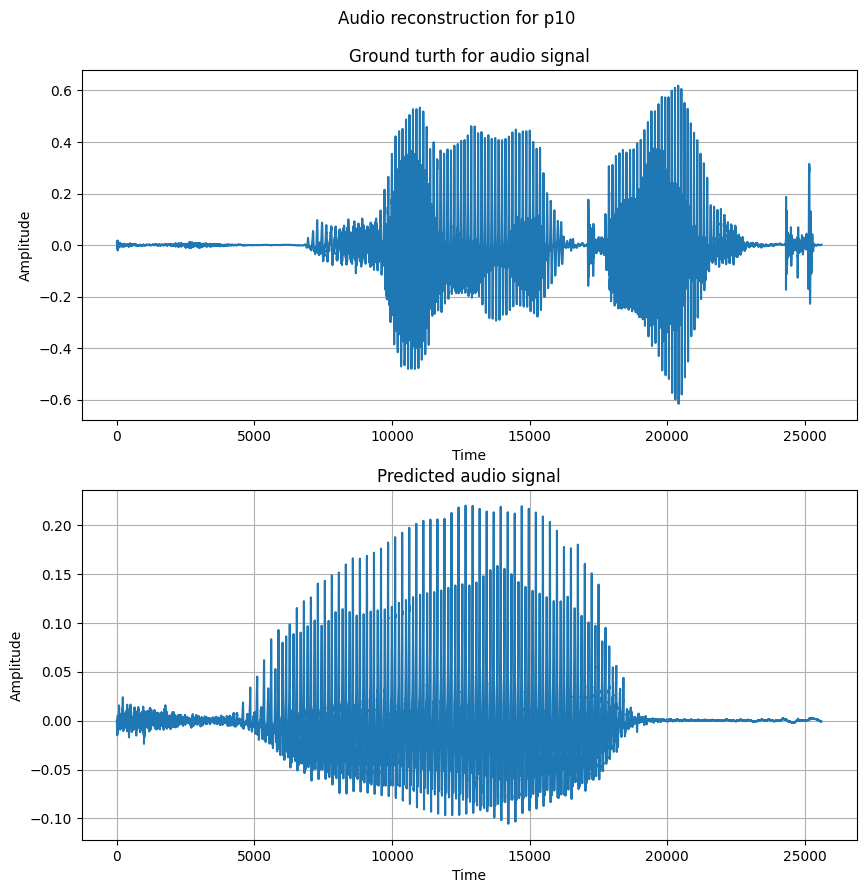 Audio reconstruction for p10
Ground turth for audio signal
0.6
0.4
0.2
0.0
−0.2
−0.4
−0.6
Amplitude
0 5000 10000 15000 20000 25000
Time
Predicted audio signal
0.20
0.15
0.10
0.05
0.00
−0.05
−0.10
Amplitude
0 5000 10000 15000 20000 25000
Time